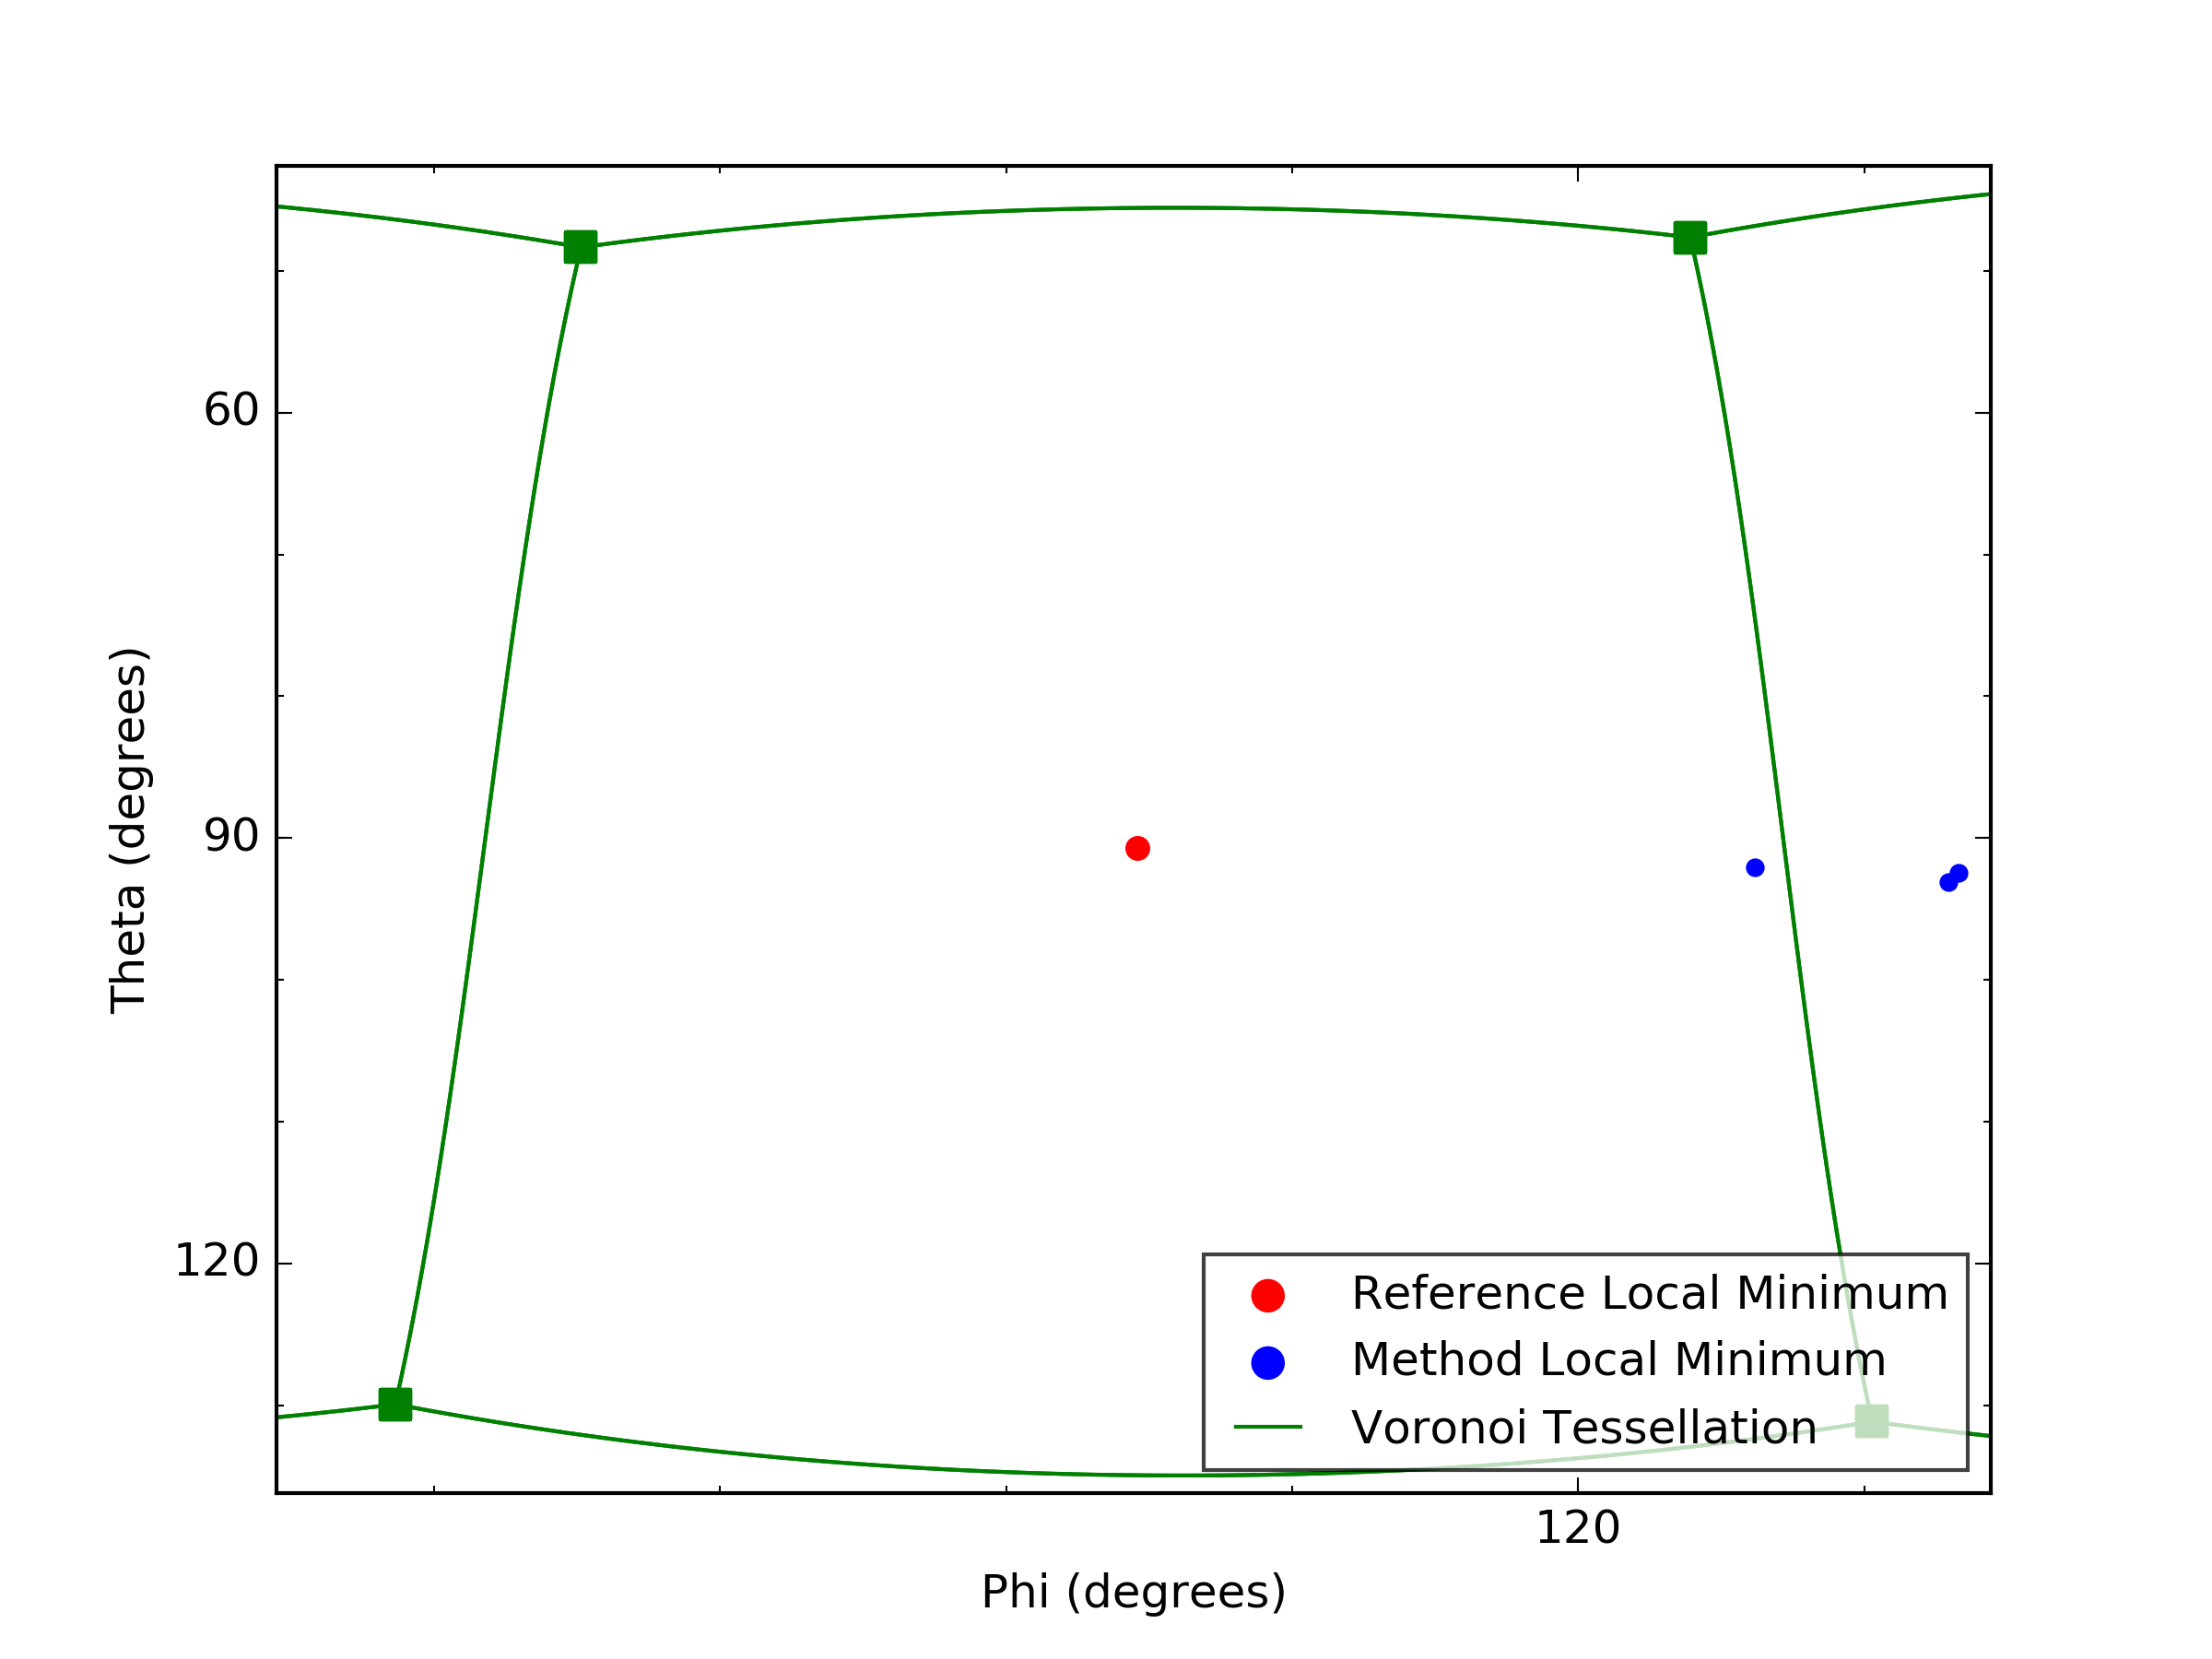 60
90
120
Theta (degrees)
Reference Local Minimum
Method Local Minimum
Voronoi Tessellation
120
Phi (degrees)